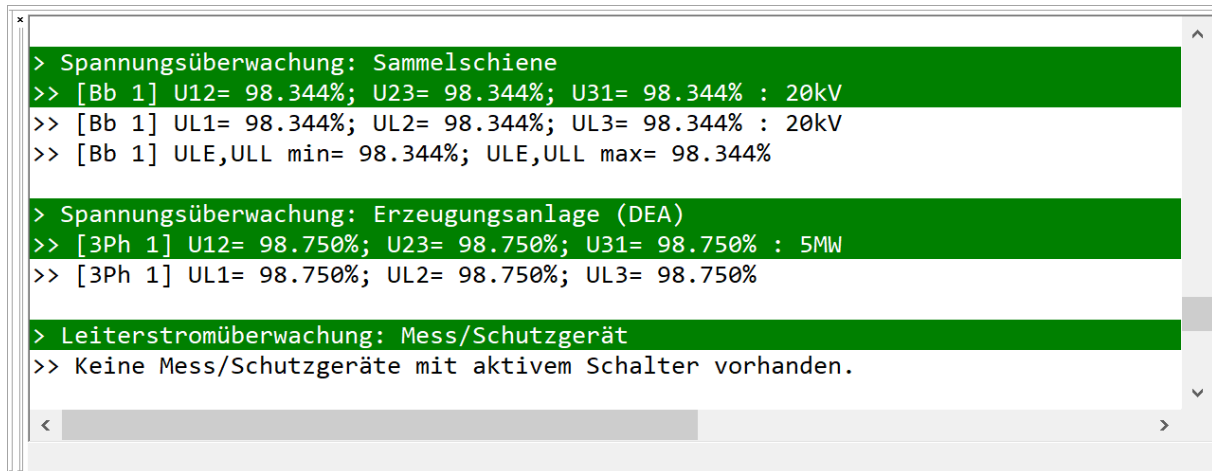 > Spannungsüberwachung: Sammelschiene
>> [Bb 1] U12= 98.344%; U23= 98.344%; U31= 98.344% : 20kV
>> [Bb 1] UL1= 98.344%; UL2= 98.344%; UL3= 98.344% : 20kV
>> [Bb 1] ULE,ULL min= 98.344%; ULE,ULL max= 98.344%
> Spannungsüberwachung: Erzeugungsanlage (DEA)
>> [3Ph 1] U12= 98.750%; U23= 98.750%; U31= 98.750% : 5MW
>> [3Ph 1] UL1= 98.750%; UL2= 98.750%; UL3= 98.750%
> Leiterstromüberwachung: Mess/Schutzgerät
>> Keine Mess/Schutzgeräte mit aktivem Schalter vorhanden.